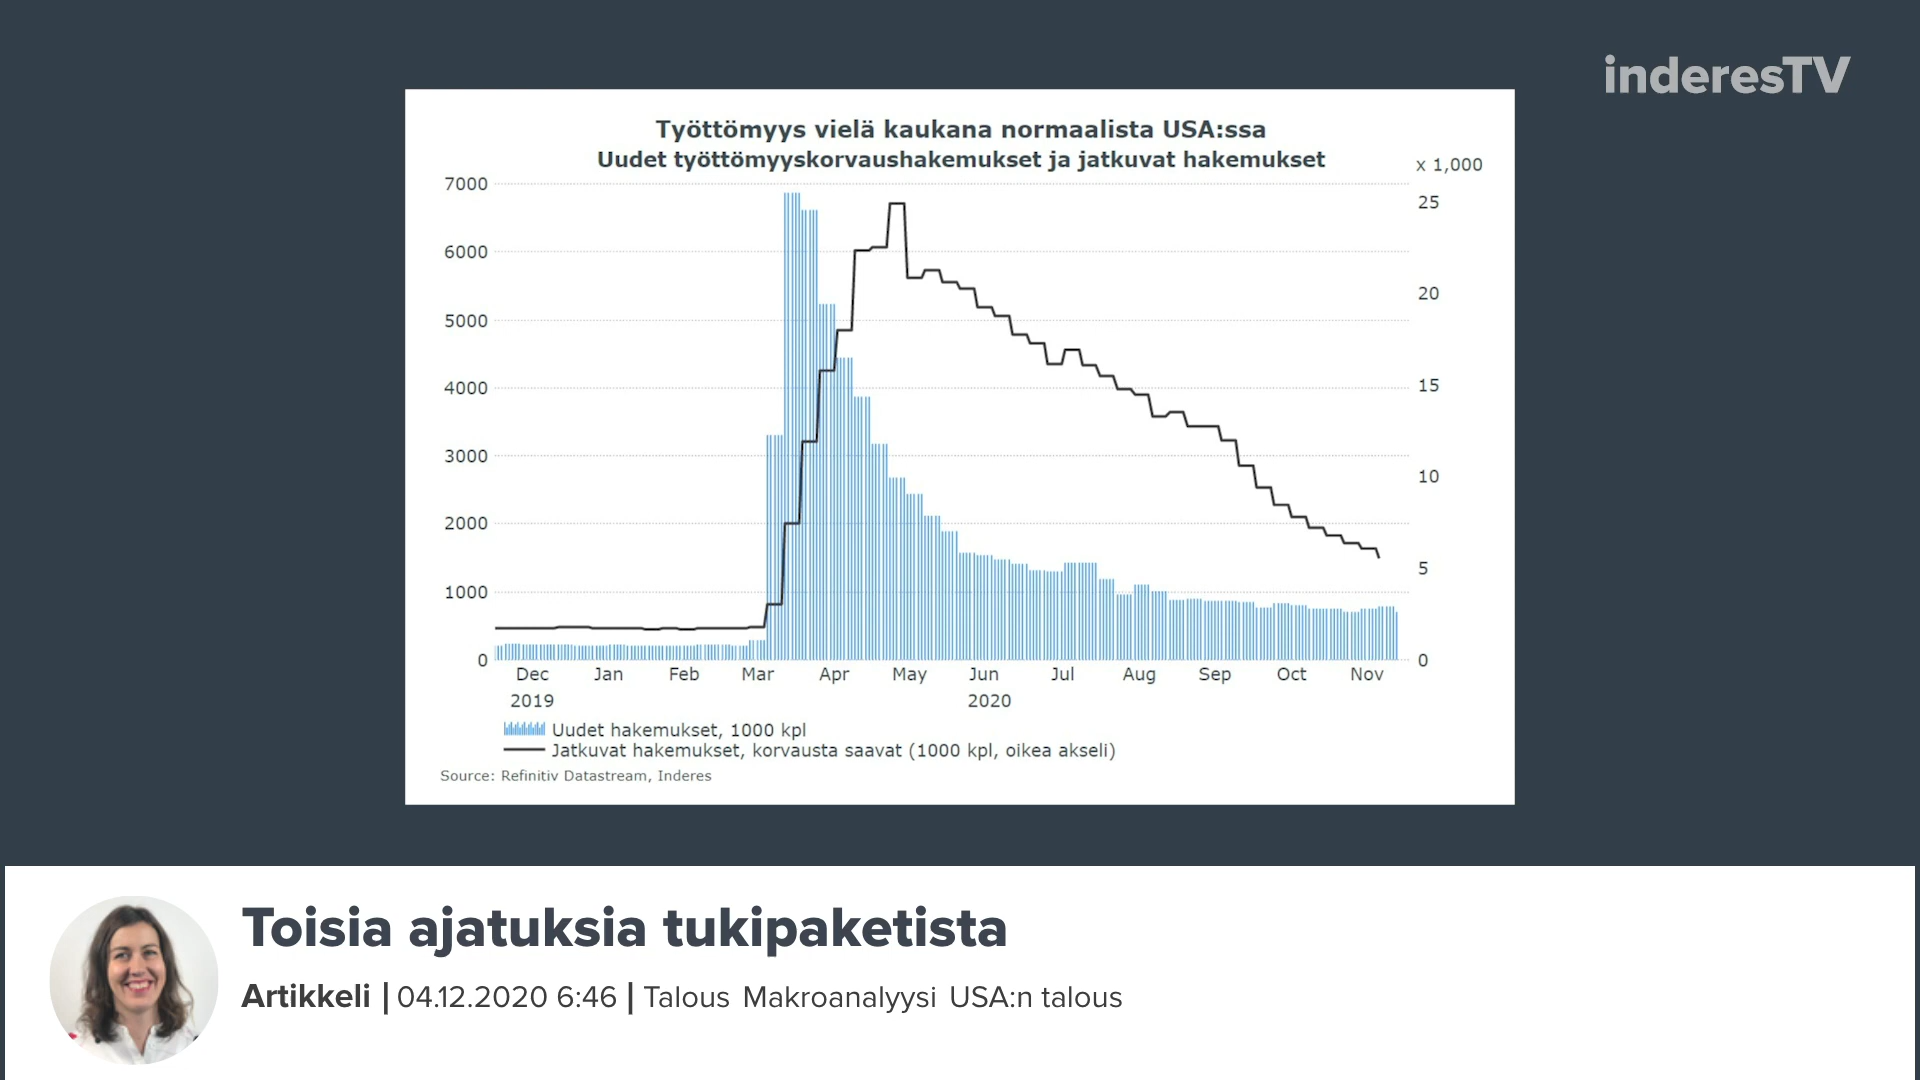 inderesTV
Työttömyys vielä kaukana normaalista USA:ssa
Uudet työttömyyskorvaushakemukset ja jatkuvat hakemukset
x 1,000
7000
6000
5000
4000
3000
2000
1000
0
25
20
15
10
5
0
Dec Jan Feb Mar Apr May Jun Jul Aug Sep Oct Nov
2019 2020
Uudet hakemukset, 1000 kpl
Jatkuvat hakemukset, korvausta saavat (1000 kpl, oikea akseli)
Source: Refinitiv Datastream, Inderes
Toisia ajatuksia tukipaketista
Artikkeli | 04.12.2020 6:46 | Talous Makroanalyysi USA:n talous